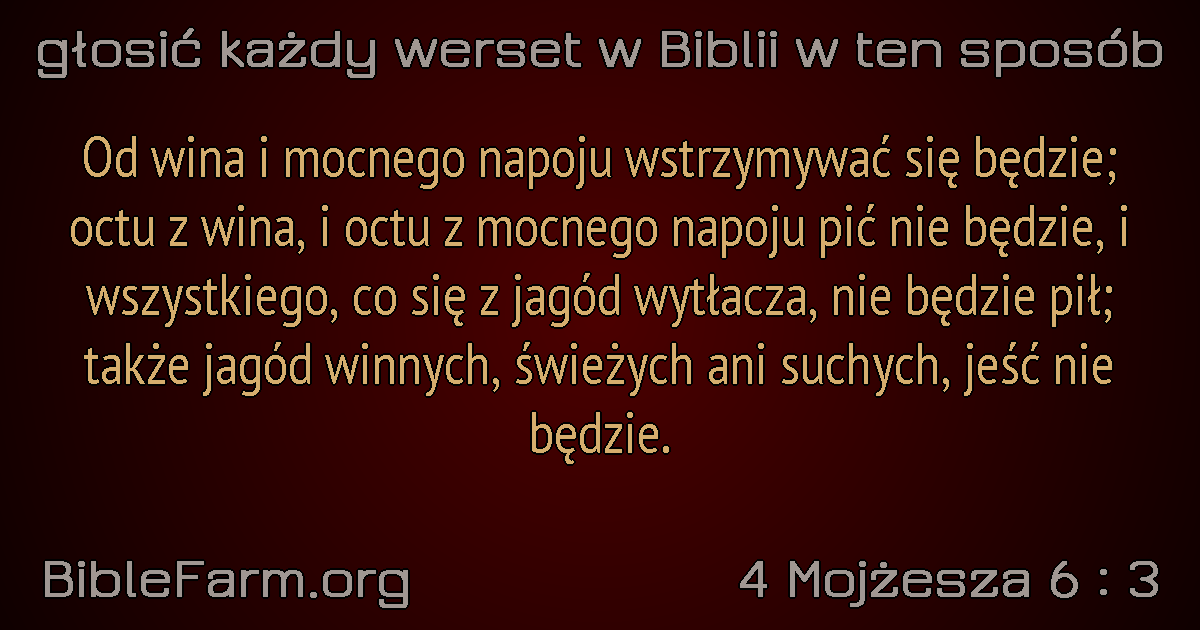 głosić każdy werset w Biblii w ten sposób
Od wina i mocnego napoju wstrzymywać się będzie;
octu z wina, i octu z mocnego napoju pić nie będzie, i
wszystkiego, co się z jagód wytłacza, nie będzie pił;
także jagód winnych, świeżych ani suchych, jeść nie
będzie.
BibleFarm.org
4 Mojżesza 6 : 3